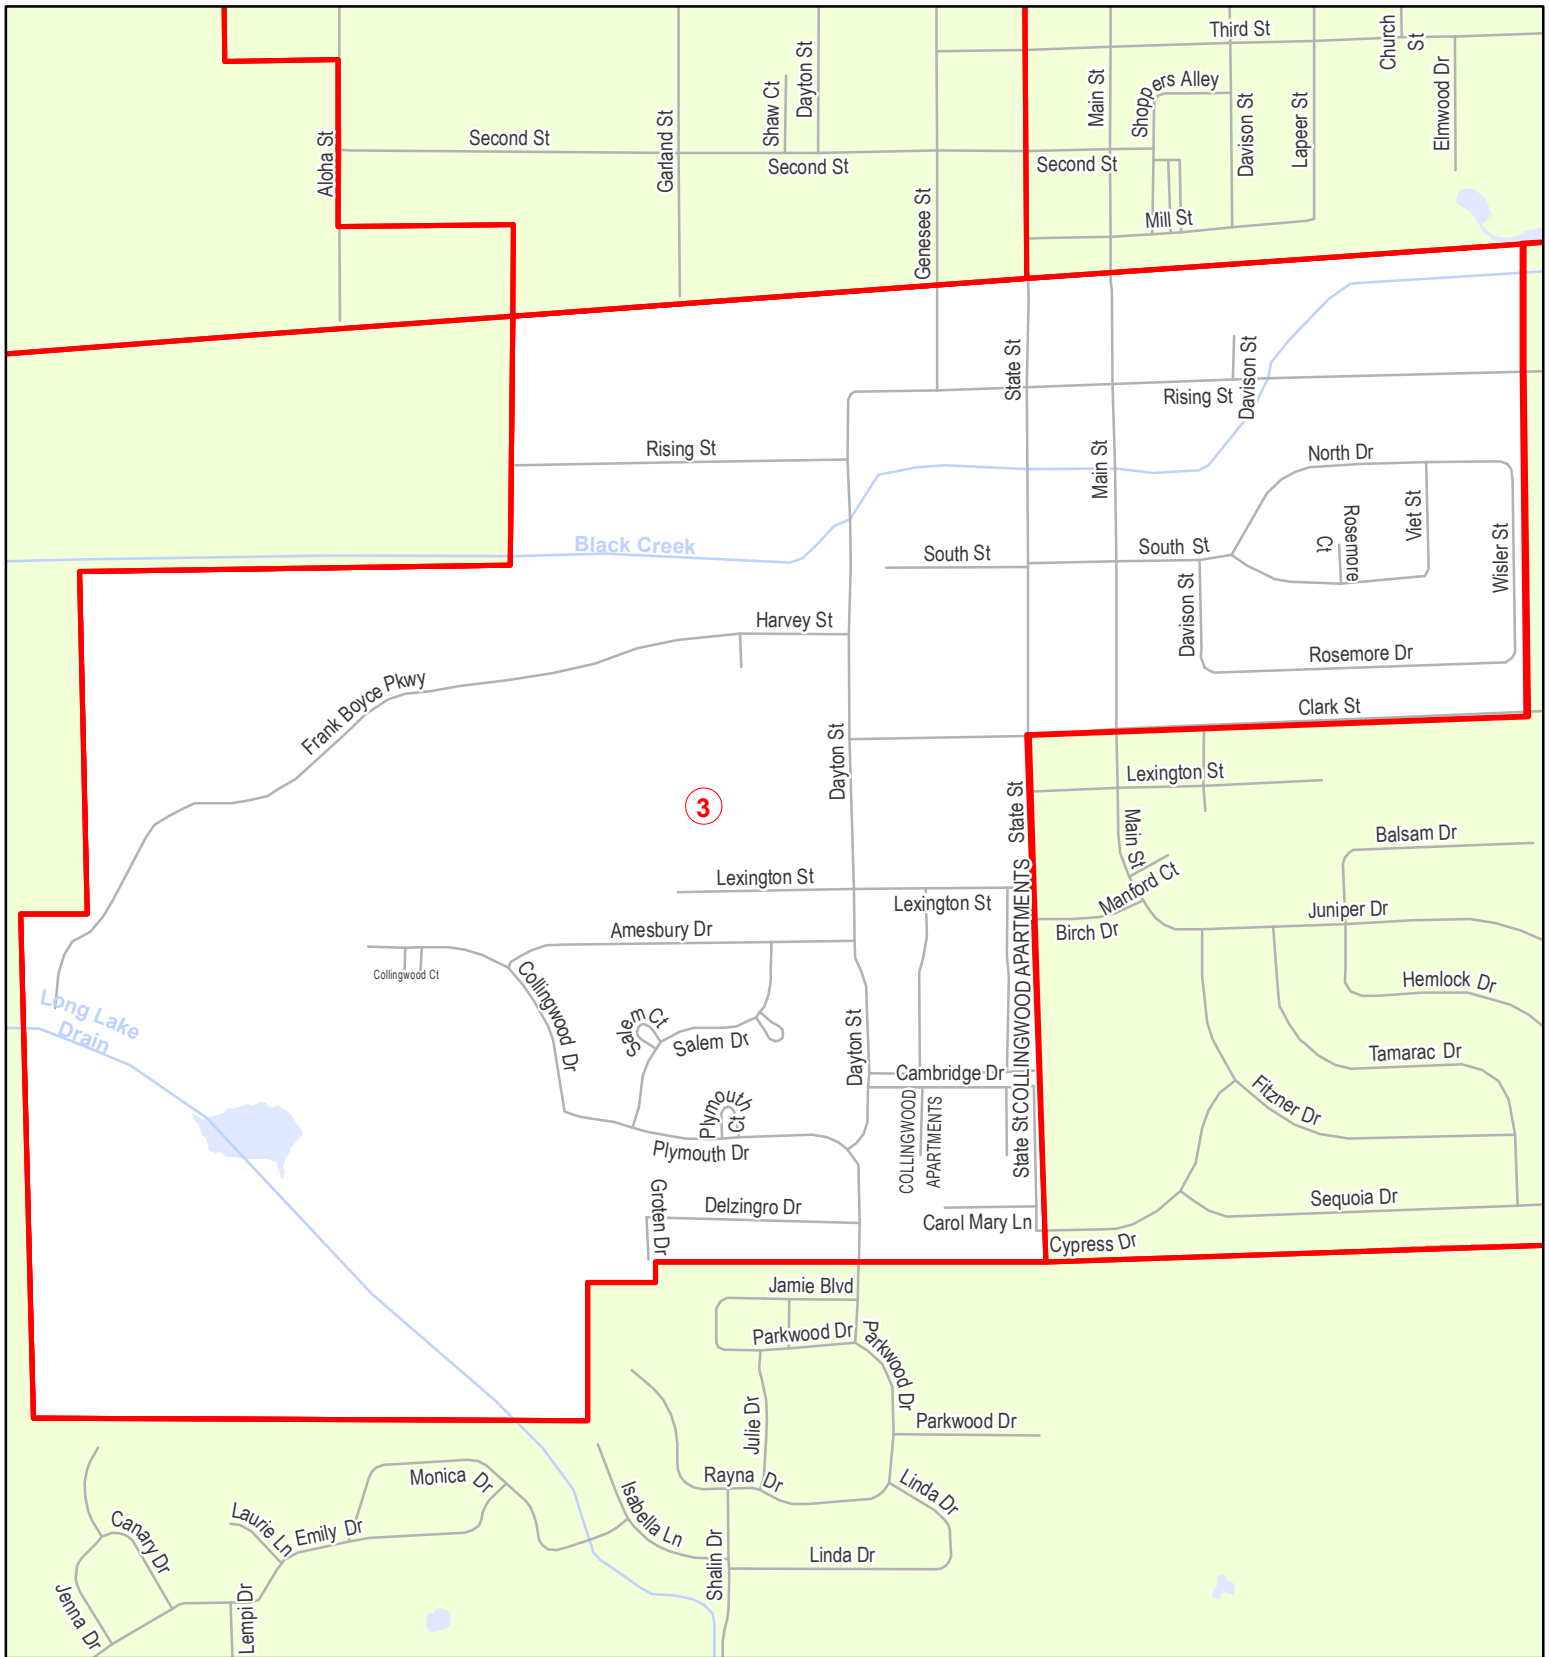 Third St
Church
St
Elmwood Dr
Dayton St
Shaw Ct
Main St
Shoppers Alley
Davison St
Lapeer St
Aloha St
Second St
Garland St
Second St
Second St
Genesee St
Mill St
State St
Davison St
Rising St
Rising St
Main St
North Dr
Rosemore
Ct
Viet St
Wisler St
Black Creek
South St
South St
Davison St
Harvey St
Rosemore Dr
Frank Boyce Pkwy
Clark St
Dayton St
3
State St
Lexington St
Main St
Balsam Dr
Lexington St
Lexington St
Manford Ct
Birch Dr
Juniper Dr
Amesbury Dr
COLLINGWOOD APARTMENTS
Collingwood Ct
Collingwood Dr
Hemlock Dr
Long Lake
Drain
Salem Ct
Salem Dr
Dayton St
Cambridge Dr
Tamarac Dr
Fitzner Dr
Plymouth
Ct
COLLINGWOOD
APARTMENTS
State St
Plymouth Dr
Groten Dr
Delzingro Dr
Carol Mary Ln
Sequoia Dr
Cypress Dr
Jamie Blvd
Parkwood Dr
Parkwood Dr
Julie Dr
Parkwood Dr
Monica Dr
Rayna Dr
Linda Dr
Isabella Ln
Canary Dr
Laurie Ln
Emily Dr
Linda Dr
Shalin Dr
Jenna Dr
Lempi Dr